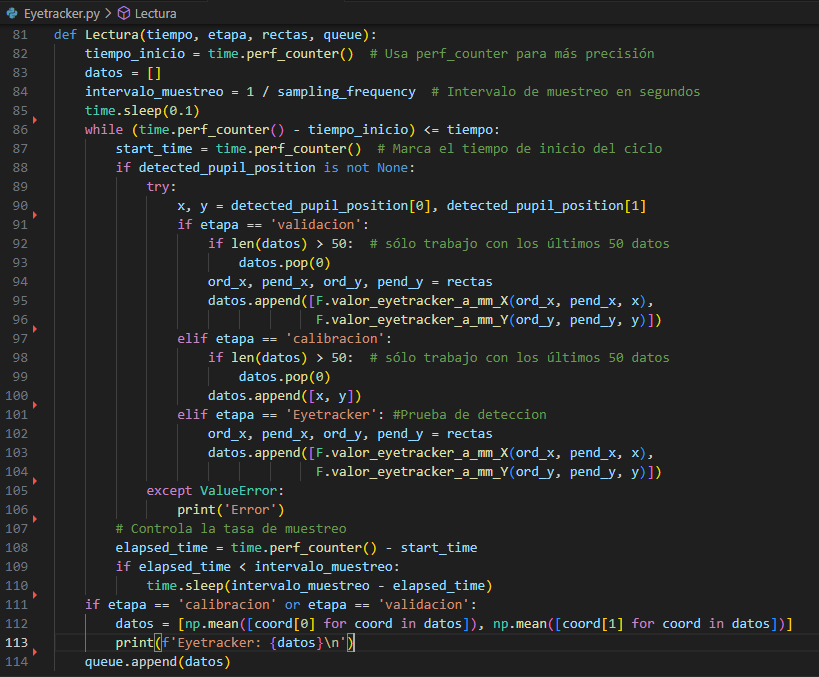 Eyetracker.py > Lectura
81 def Lectura(tiempo, etapa, rectas, queue):
82     tiempo_inicio = time.perf_counter()  # Usa perf_counter para más precisión
83     datos = []
84     intervalo_muestreo = 1 / sampling_frequency  # Intervalo de muestreo en segundos
85     time.sleep(0.1)
86     while (time.perf_counter() - tiempo_inicio) <= tiempo:
87         start_time = time.perf_counter()  # Marca el tiempo de inicio del ciclo
88         if detected_pupil_position is not None:
89             try:
90                 x, y = detected_pupil_position[0], detected_pupil_position[1]
91                 if etapa == 'validacion':
92                     if len(datos) > 50:  # sólo trabajo con los últimos 50 datos
93                         datos.pop(0)
94                     ord_x, pend_x, ord_y, pend_y = rectas
95                     datos.append([F.valor_eyetracker_a_mm_X(ord_x, pend_x, x),
96                                   F.valor_eyetracker_a_mm_Y(ord_y, pend_y, y)])
97                 elif etapa == 'calibracion':
98                     if len(datos) > 50:  # sólo trabajo con los últimos 50 datos
99                         datos.pop(0)
100                     datos.append([x, y])
101                 elif etapa == 'Eyetracker': #Prueba de deteccion
102                     ord_x, pend_x, ord_y, pend_y = rectas
103                     datos.append([F.valor_eyetracker_a_mm_X(ord_x, pend_x, x),
104                                   F.valor_eyetracker_a_mm_Y(ord_y, pend_y, y)])
105             except ValueError:
106                 print('Error')
107         # Controla la tasa de muestreo
108         elapsed_time = time.perf_counter() - start_time
109         if elapsed_time < intervalo_muestreo:
110             time.sleep(intervalo_muestreo - elapsed_time)
111     if etapa == 'calibracion' or etapa == 'validacion':
112         datos = [np.mean([coord[0] for coord in datos]), np.mean([coord[1] for coord in datos])]
113         print(f'Eyetracker: {datos}\n')
114     queue.append(datos)